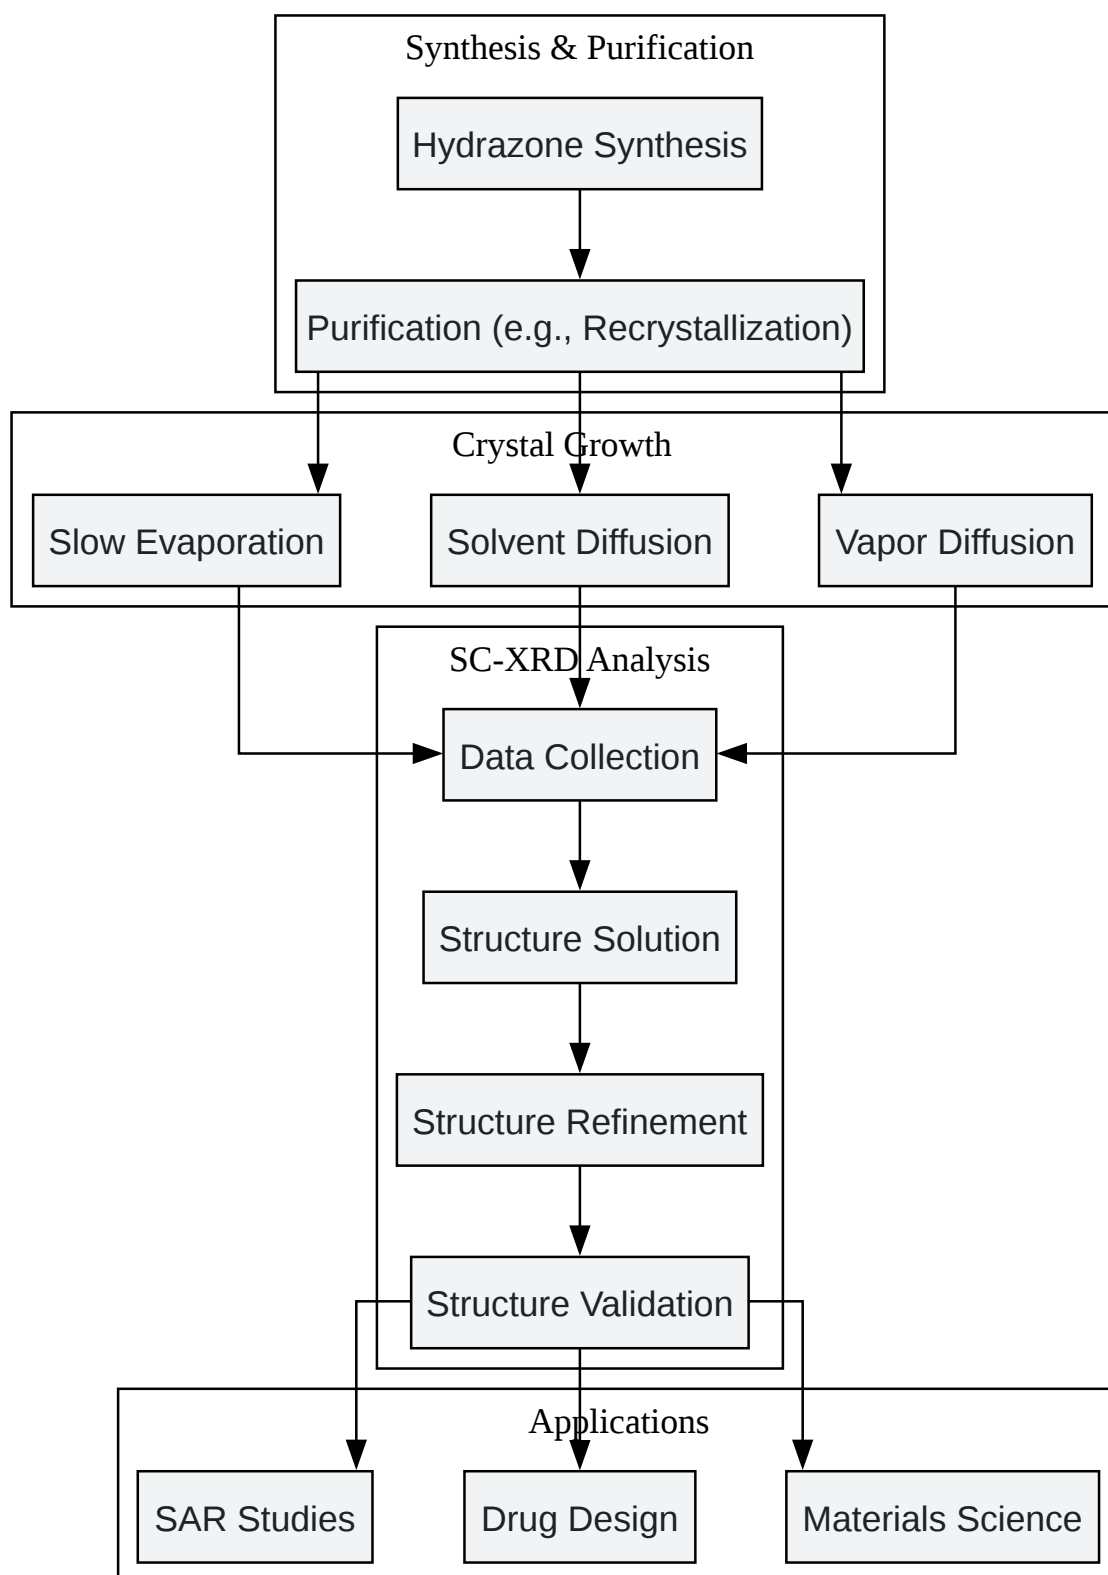 Synthesis & Purification
Hydrazone Synthesis
Purification (e.g., Recrystallization)
Crystal Growth
Slow Evaporation
Solvent Diffusion
Vapor Diffusion
SC-XRD Analysis
Data Collection
Structure Solution
Structure Refinement
Structure Validation
Applications
SAR Studies
Drug Design
Materials Science